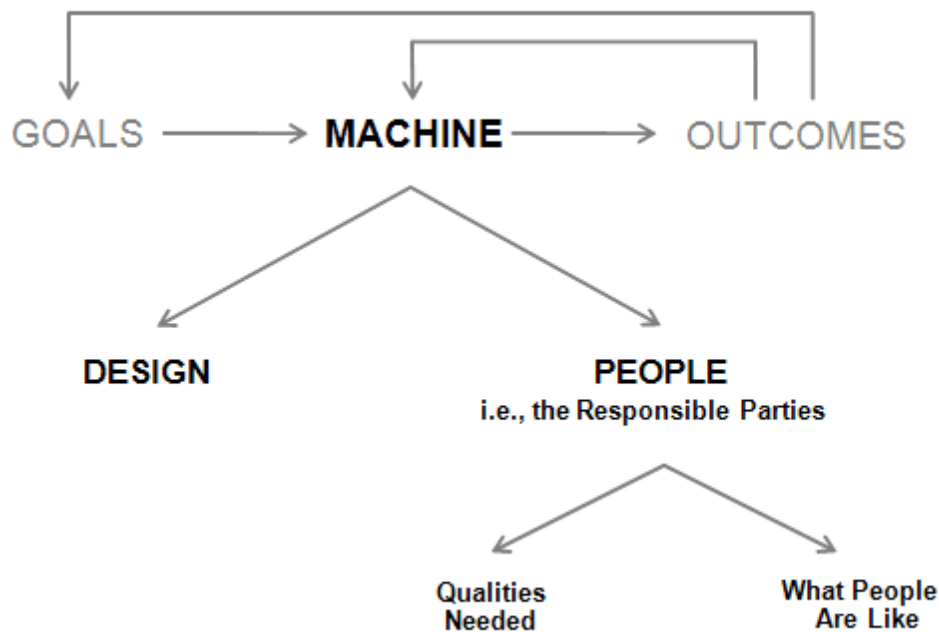 GOALS
MACHINE
OUTCOMES
DESIGN
PEOPLE
i.e., the Responsible Parties
Qualities
Needed
What People
Are Like